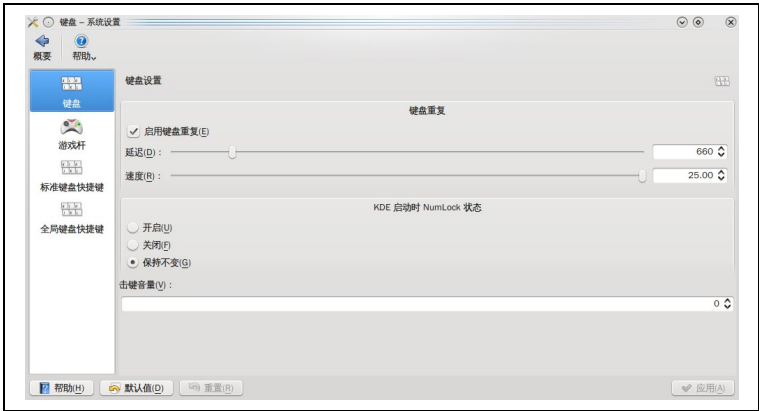 键盘 – 系统设置
概要
帮助
键盘
游戏杆
标准键盘快捷键
全局键盘快捷键
键盘设置
键盘重复
启用键盘重复(E)
延迟(D)： 660
速度(R)： 25.00
KDE 启动时 NumLock 状态
开启(U)
关闭(F)
保持不变(G)
击键音量(V)：
0
帮助(H) 默认值(D) 重置(R) 应用(A)